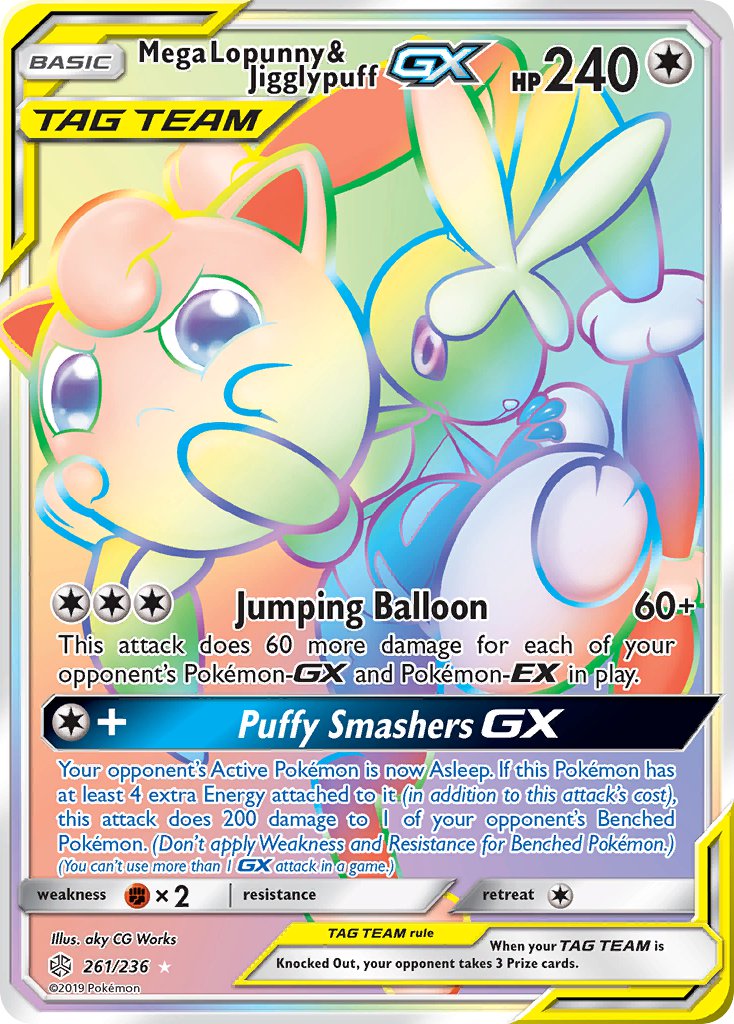 BASIC
MegaLopunny&
Jigglypuff GX HP240
TAG TEAM
Jumping Balloon 60+
This attack does 60 more damage for each of your
opponent's Pokémon-GX and Pokémon-EX in play.
+ Puffy Smashers GX
Your opponent's Active Pokémon is now Asleep. If this Pokémon has
at least 4 extra Energy attached to it (in addition to this attack's cost),
this attack does 200 damage to 1 of your opponent's Benched
Pokémon. (Don't apply Weakness and Resistance for Benched Pokémon.)
(You can't use more than 1 GX attack in a game.)
weakness × 2 resistance retreat
Illus. aky CG Works
261/236
©2019 Pokémon
TAG TEAM rule
When your TAG TEAM is
Knocked Out, your opponent takes 3 Prize cards.